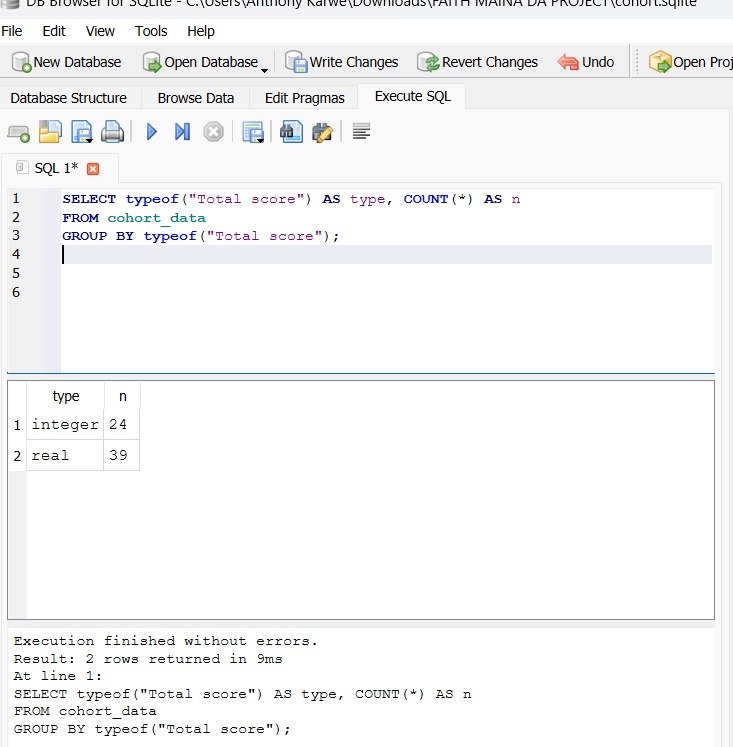 DB Browser for SQLite - C:\Users\Anthony Karwe\Downloads\FAITH MAINA DA PROJECT\cohort.sqlite
File Edit View Tools Help
New Database Open Database Write Changes Revert Changes Undo Open Proj
Database Structure Browse Data Edit Pragmas Execute SQL
SQL 1*
1 SELECT typeof("Total score") AS type, COUNT(*) AS n
2 FROM cohort_data
3 GROUP BY typeof("Total score");
4
5
6
type n
1 integer 24
2 real 39
Execution finished without errors.
Result: 2 rows returned in 9ms
At line 1:
SELECT typeof("Total score") AS type, COUNT(*) AS n
FROM cohort_data
GROUP BY typeof("Total score");